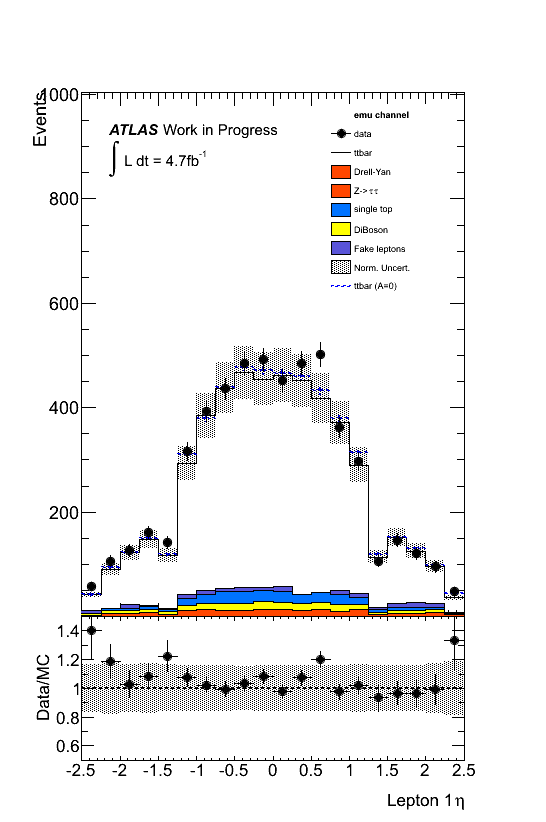 Events
1000
800
600
400
200
ATLAS Work in Progress
∫ L dt = 4.7fb⁻¹
emu channel
data
ttbar
Drell-Yan
Z->ττ
single top
DiBoson
Fake leptons
Norm. Uncert.
ttbar (A=0)
Data/MC
1.4
1.2
1
0.8
0.6
-2.5 -2 -1.5 -1 -0.5 0 0.5 1 1.5 2 2.5
Lepton 1 η